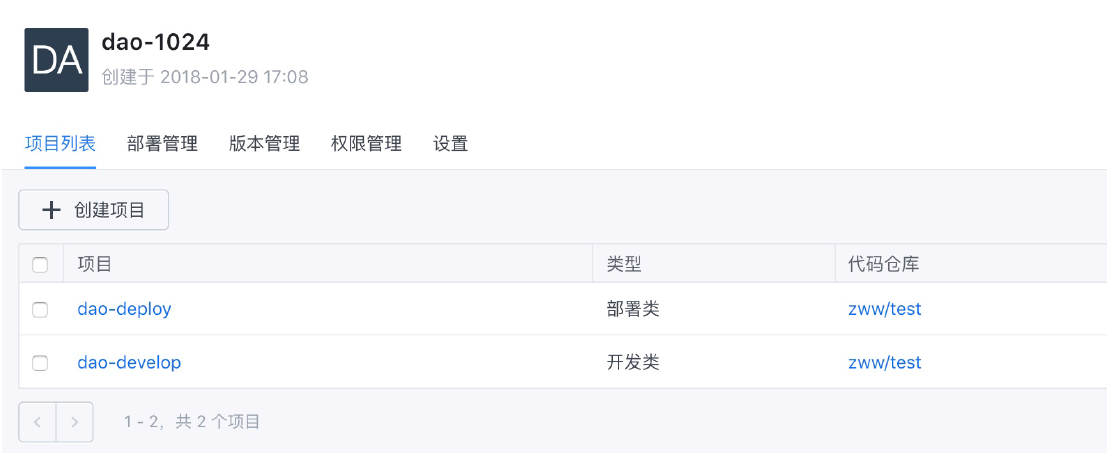 DA
dao-1024
创建于 2018-01-29 17:08
项目列表 部署管理 版本管理 权限管理 设置
+ 创建项目
项目 类型 代码仓库
dao-deploy 部署类 zww/test
dao-develop 开发类 zww/test
< > 1 - 2，共 2 个项目